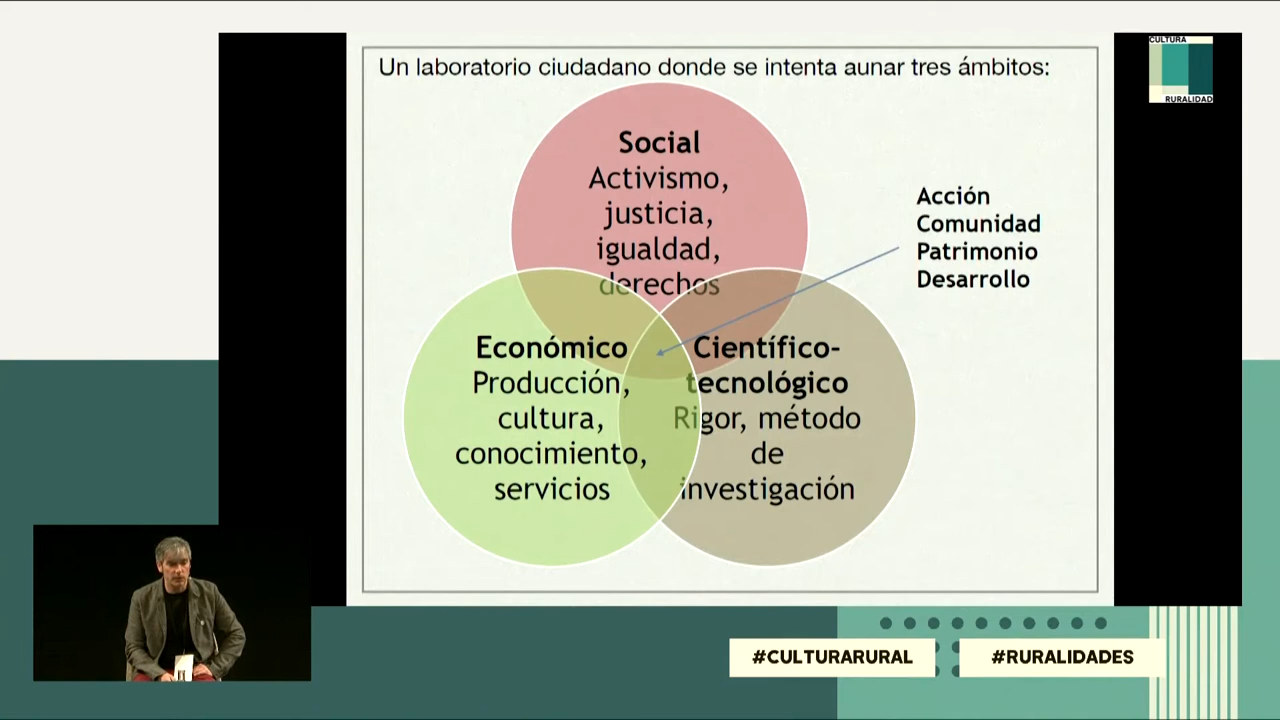 Un laboratorio ciudadano donde se intenta aunar tres ámbitos:
CULTURA
RURALIDAD
Social
Activismo,
justicia,
igualdad,
derechos
Acción
Comunidad
Patrimonio
Desarrollo
Económico
Producción,
cultura,
conocimiento,
servicios
Científico-
tecnológico
Rigor, método
de
investigación
#CULTURARURAL
#RURALIDADES